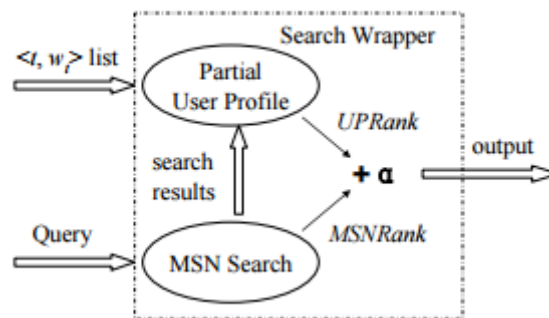 Search Wrapper
<t, w_t> list
Partial
User Profile
UPRank
search
results
+ α
output
Query
MSNRank
MSN Search